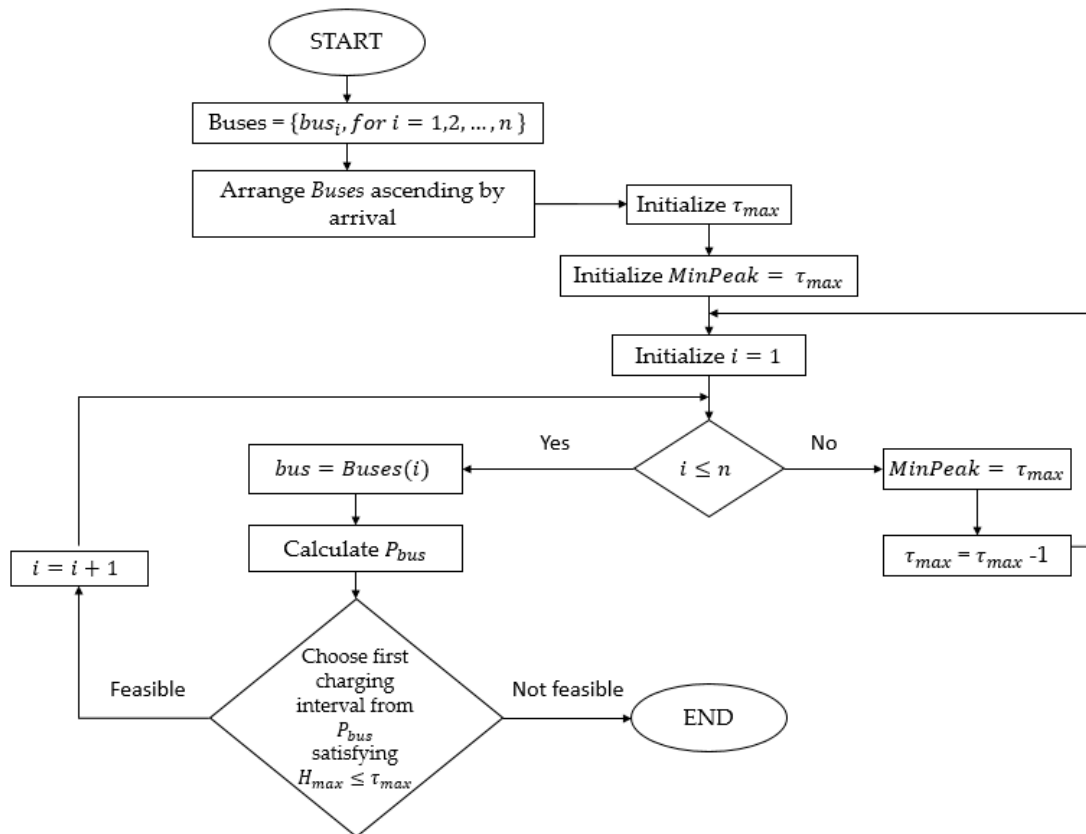 START
Buses = {bus_i, for i = 1,2, …, n }
Arrange Buses ascending by
arrival
Initialize τ_max
Initialize MinPeak = τ_max
Initialize i = 1
i ≤ n
Yes
No
bus = Buses(i)
MinPeak = τ_max
Calculate P_bus
τ_max = τ_max -1
i = i + 1
Choose first
charging
interval from
P_bus
satisfying
H_max ≤ τ_max
Feasible
Not feasible
END